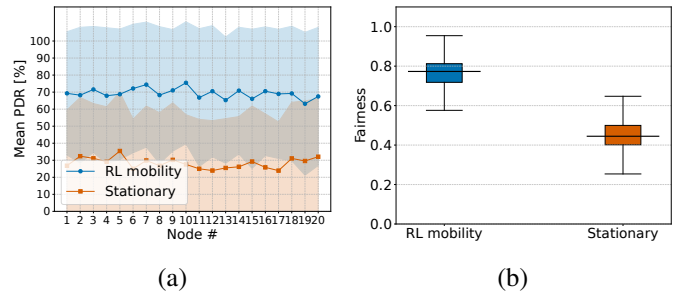 Mean PDR [%]
100
90
80
70
60
50
40
30
20
10
0
RL mobility
Stationary
1 2 3 4 5 6 7 8 9 10 11 12 13 14 15 16 17 18 19 20
Node #
(a)
Fairness
1.0
0.8
0.6
0.4
0.2
0.0
RL mobility Stationary
(b)